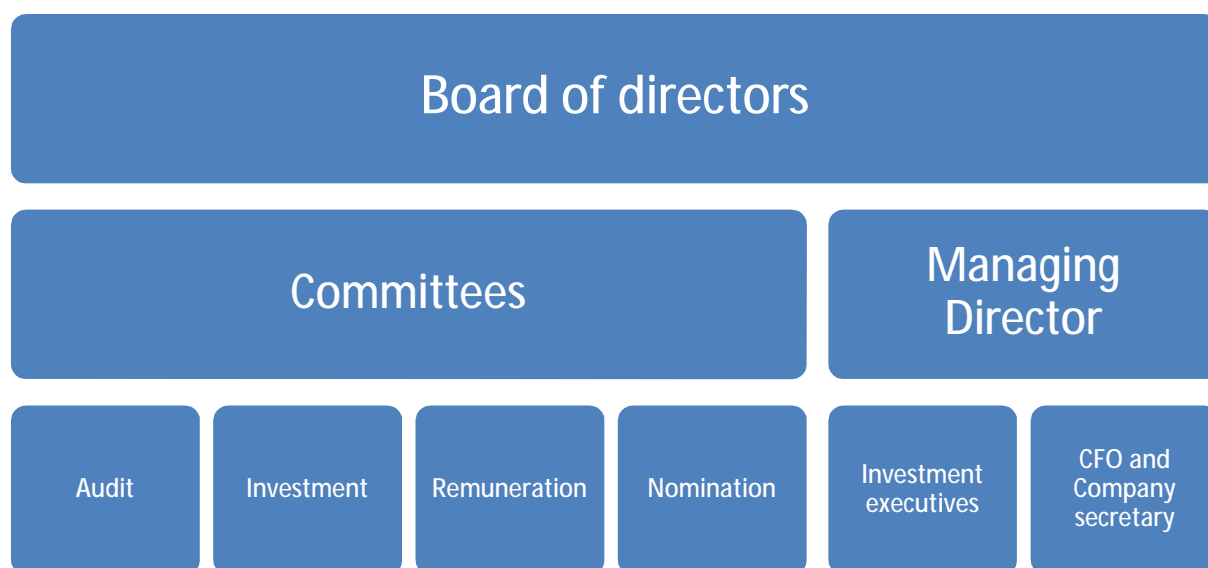 Board of directors
Committees
Managing
Director
Audit
Investment
Remuneration
Nomination
Investment
executives
CFO and
Company
secretary